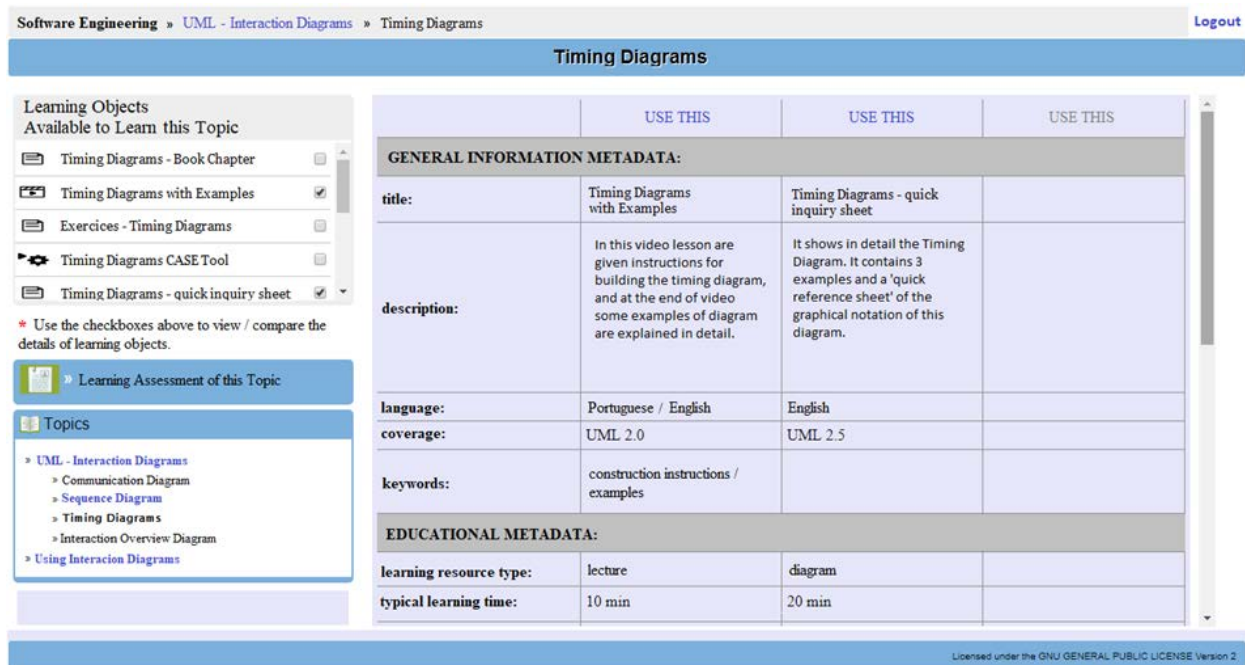 Software Engineering » UML - Interaction Diagrams » Timing Diagrams
Logout
Timing Diagrams
Learning Objects
Available to Learn this Topic
Timing Diagrams - Book Chapter
Timing Diagrams with Examples
Exercices - Timing Diagrams
Timing Diagrams CASE Tool
Timing Diagrams - quick inquiry sheet
* Use the checkboxes above to view / compare the
details of learning objects.
» Learning Assessment of this Topic
Topics
» UML - Interaction Diagrams
» Communication Diagram
» Sequence Diagram
» Timing Diagrams
» Interaction Overview Diagram
» Using Interacion Diagrams
USE THIS
USE THIS
USE THIS
GENERAL INFORMATION METADATA:
title:
Timing Diagrams
with Examples
Timing Diagrams - quick
inquiry sheet
description:
In this video lesson are
given instructions for
building the timing diagram,
and at the end of video
some examples of diagram
are explained in detail.
It shows in detail the Timing
Diagram. It contains 3
examples and a 'quick
reference sheet' of the
graphical notation of this
diagram.
language:
Portuguese / English
English
coverage:
UML 2.0
UML 2.5
keywords:
construction instructions /
examples
EDUCATIONAL METADATA:
learning resource type:
lecture
diagram
typical learning time:
10 min
20 min
Licensed under the GNU GENERAL PUBLIC LICENSE Version 2